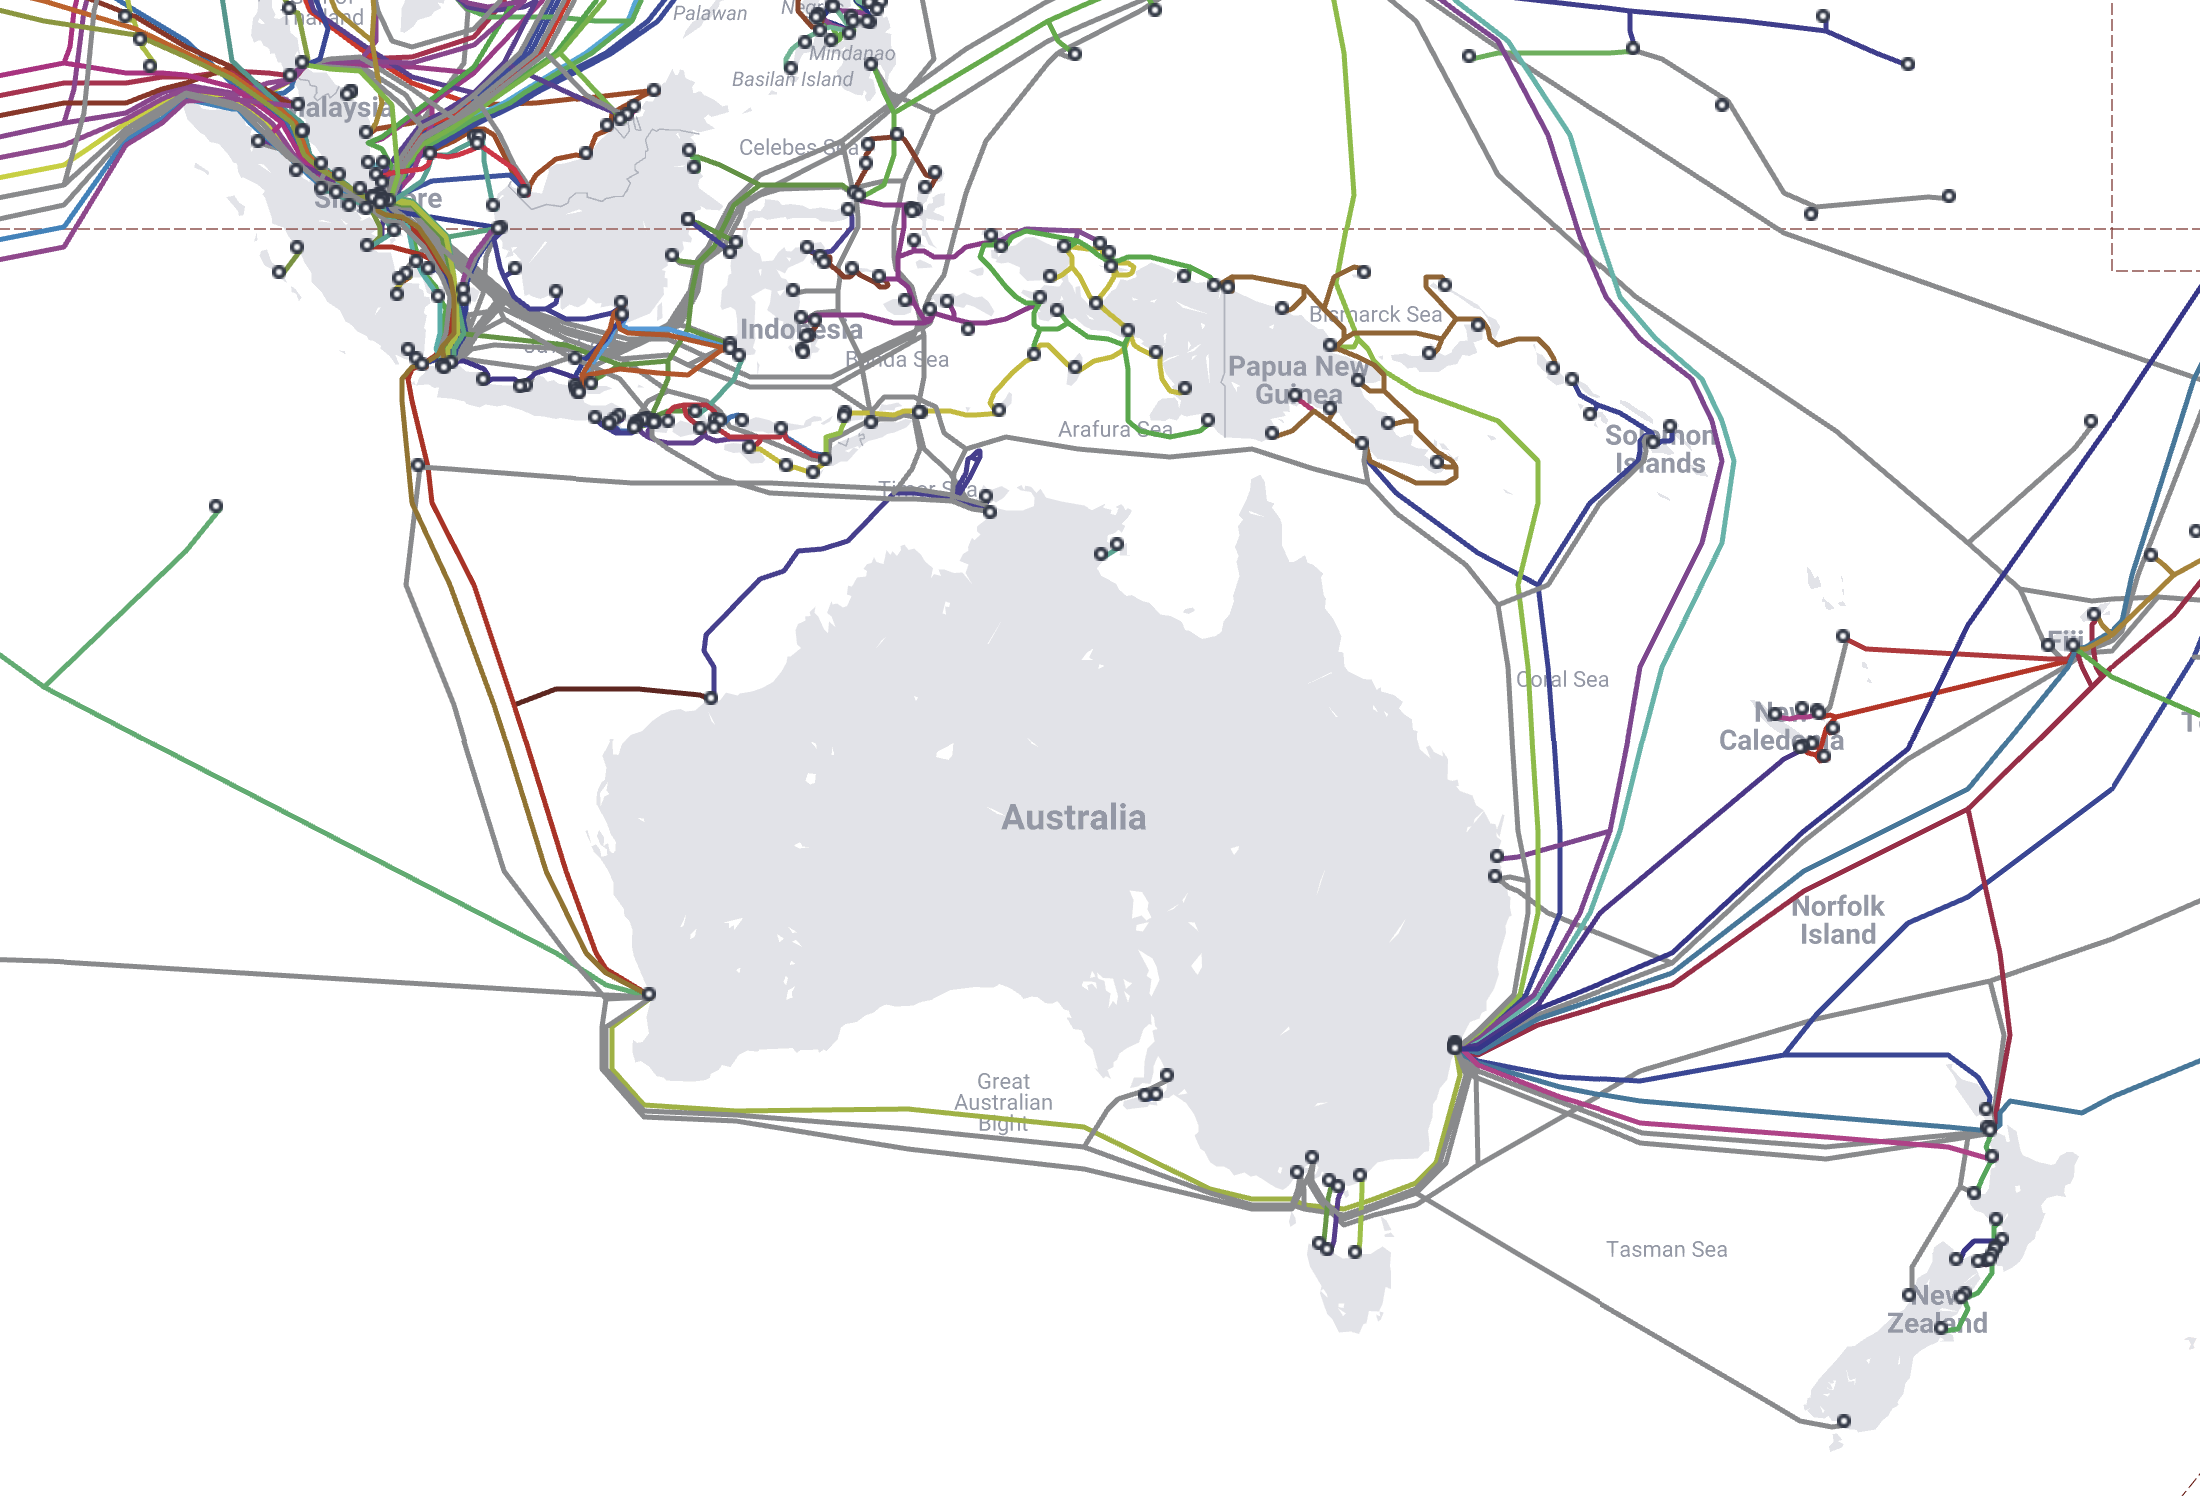 Thailand
Palawan
Negros
Mindanao
Basilan Island
Malaysia
Celebes Sea
Indonesia
Banda Sea
Bismarck Sea
Papua New
Guinea
Arafura Sea
Solomon
Islands
Timor Sea
Fiji
Coral Sea
New
Caledonia
Australia
Norfolk
Island
Great
Australian
Bight
Tasman Sea
New
Zealand